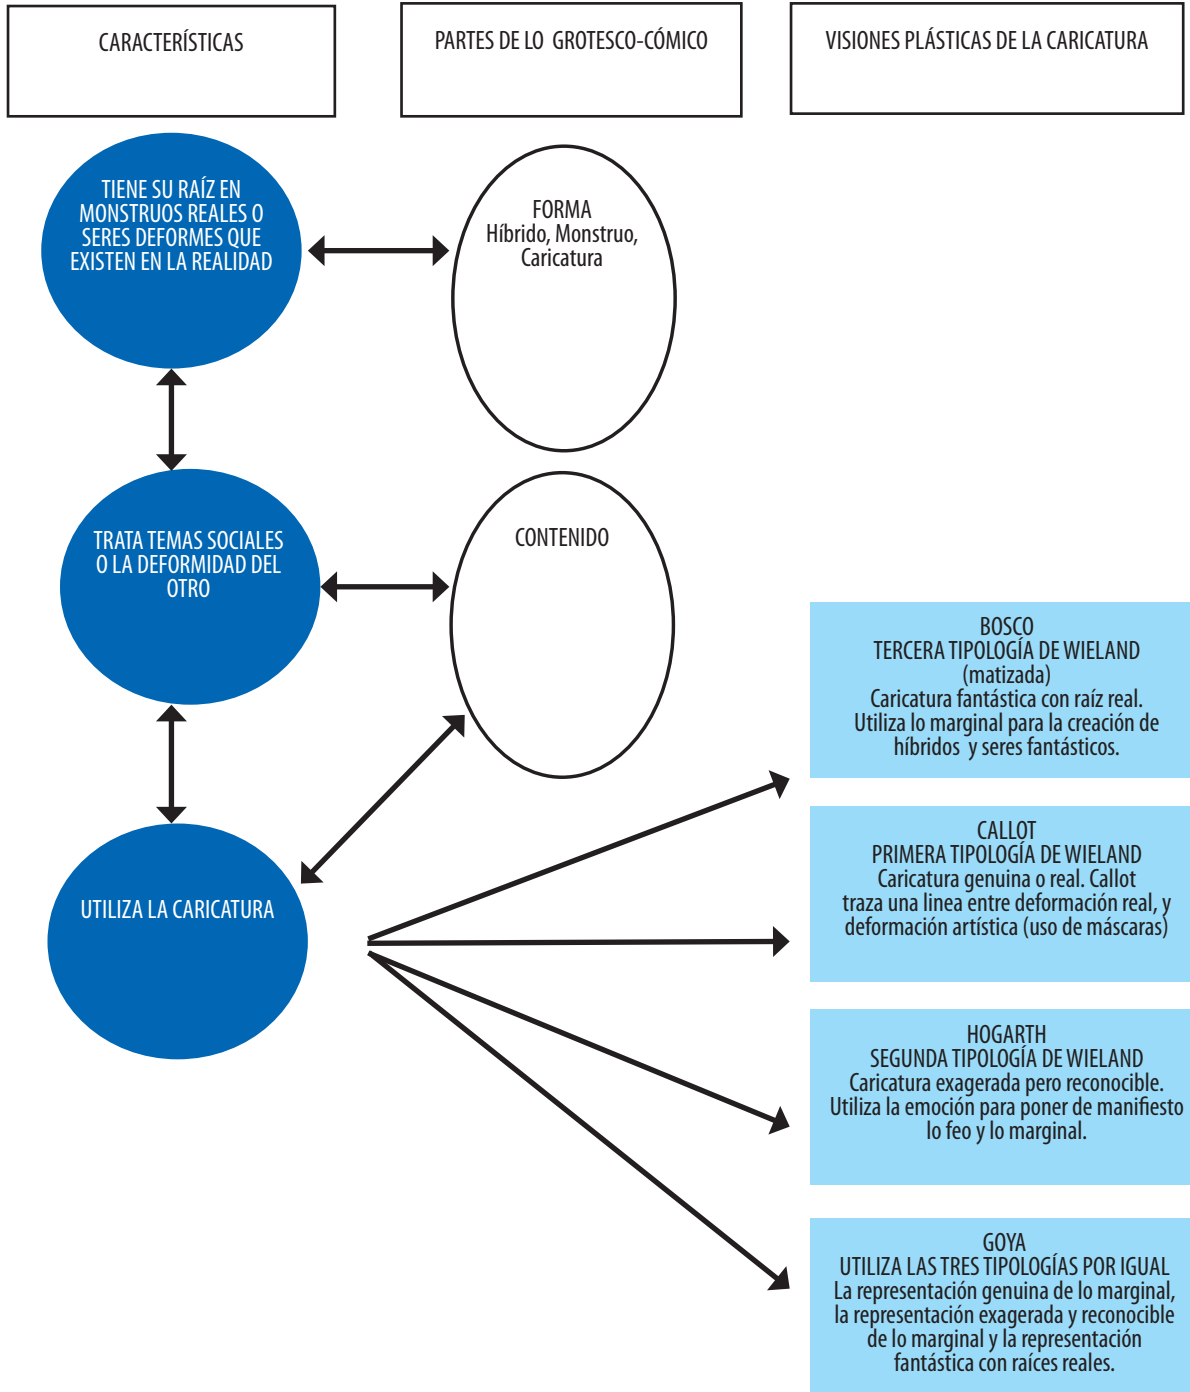 CARACTERÍSTICAS
PARTES DE LO GROTESCO-CÓMICO
VISIONES PLÁSTICAS DE LA CARICATURA
TIENE SU RAÍZ EN
MONSTRUOS REALES O
SERES DEFORMES QUE
EXISTEN EN LA REALIDAD
FORMA
Híbrido, Monstruo,
Caricatura
TRATA TEMAS SOCIALES
O LA DEFORMIDAD DEL
OTRO
CONTENIDO
UTILIZA LA CARICATURA
BOSCO
TERCERA TIPOLOGÍA DE WIELAND
(matizada)
Caricatura fantástica con raíz real.
Utiliza lo marginal para la creación de
híbridos y seres fantásticos.
CALLOT
PRIMERA TIPOLOGÍA DE WIELAND
Caricatura genuina o real. Callot
traza una linea entre deformación real, y
deformación artística (uso de máscaras)
HOGARTH
SEGUNDA TIPOLOGÍA DE WIELAND
Caricatura exagerada pero reconocible.
Utiliza la emoción para poner de manifiesto
lo feo y lo marginal.
GOYA
UTILIZA LAS TRES TIPOLOGÍAS POR IGUAL
La representación genuina de lo marginal,
la representación exagerada y reconocible
de lo marginal y la representación
fantástica con raíces reales.